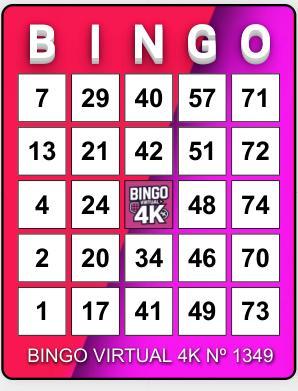 B I N G O
7 29 40 57 71
13 21 42 51 72
4 24 BINGO VIRTUAL 4K 48 74
2 20 34 46 70
1 17 41 49 73
BINGO VIRTUAL 4K Nº 1349